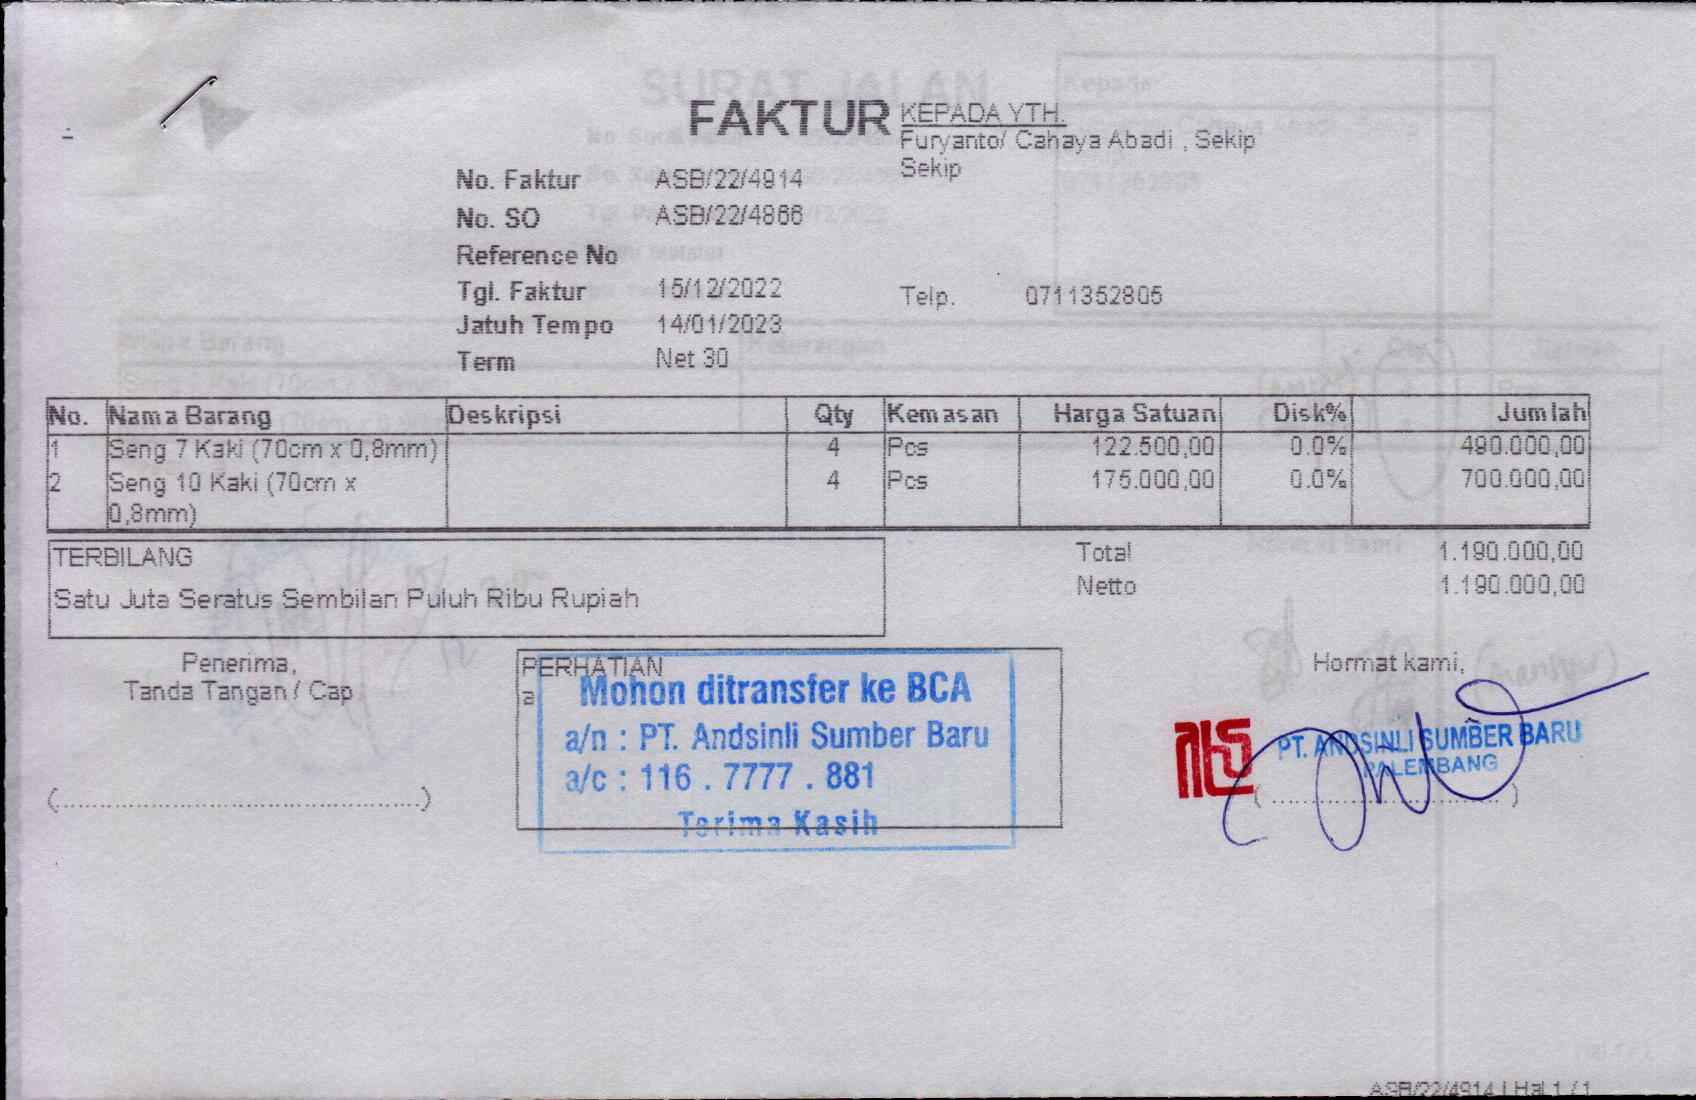 FAKTUR
KEPADA YTH.
Furyanto/ Cahaya Abadi , Sekip
Sekip
No. Faktur ASB/22/4914
No. SO ASB/22/4866
Reference No
Tgl. Faktur 15/12/2022
Telp. 0711352805
Jatuh Tempo 14/01/2023
Term Net 30
No. Nama Barang Deskripsi Qty Kemasan Harga Satuan Disk% Jumlah
1 Seng 7 Kaki (70cm x 0,8mm) 4 Pcs 122.500,00 0.0% 490.000,00
2 Seng 10 Kaki (70cm x 4 Pcs 175.000,00 0.0% 700.000,00
0,8mm)
TERBILANG
Satu Juta Seratus Sembilan Puluh Ribu Rupiah
Total 1.190.000,00
Netto 1.190.000,00
Penerima,
Tanda Tangan / Cap
(....................................................)
PERHATIAN
a
Mohon ditransfer ke BCA
a/n : PT. Andsinli Sumber Baru
a/c : 116 . 7777 . 881
Terima Kasih
Hormat kami,
PT. ANDSINLI SUMBER BARU
PALEMBANG
(.................................)
ASB/22/4914 | Hal 1 / 1
SURAT JALAN
Kepada